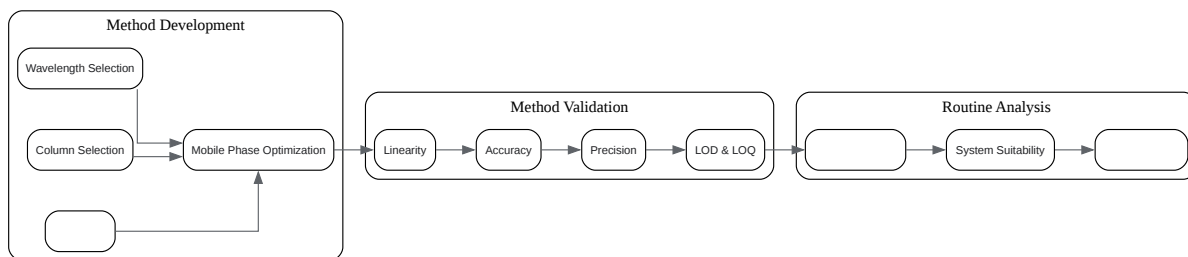 Method Development
Wavelength Selection
Column Selection
Mobile Phase Optimization
Method Validation
Linearity
Accuracy
Precision
LOD & LOQ
Routine Analysis
System Suitability